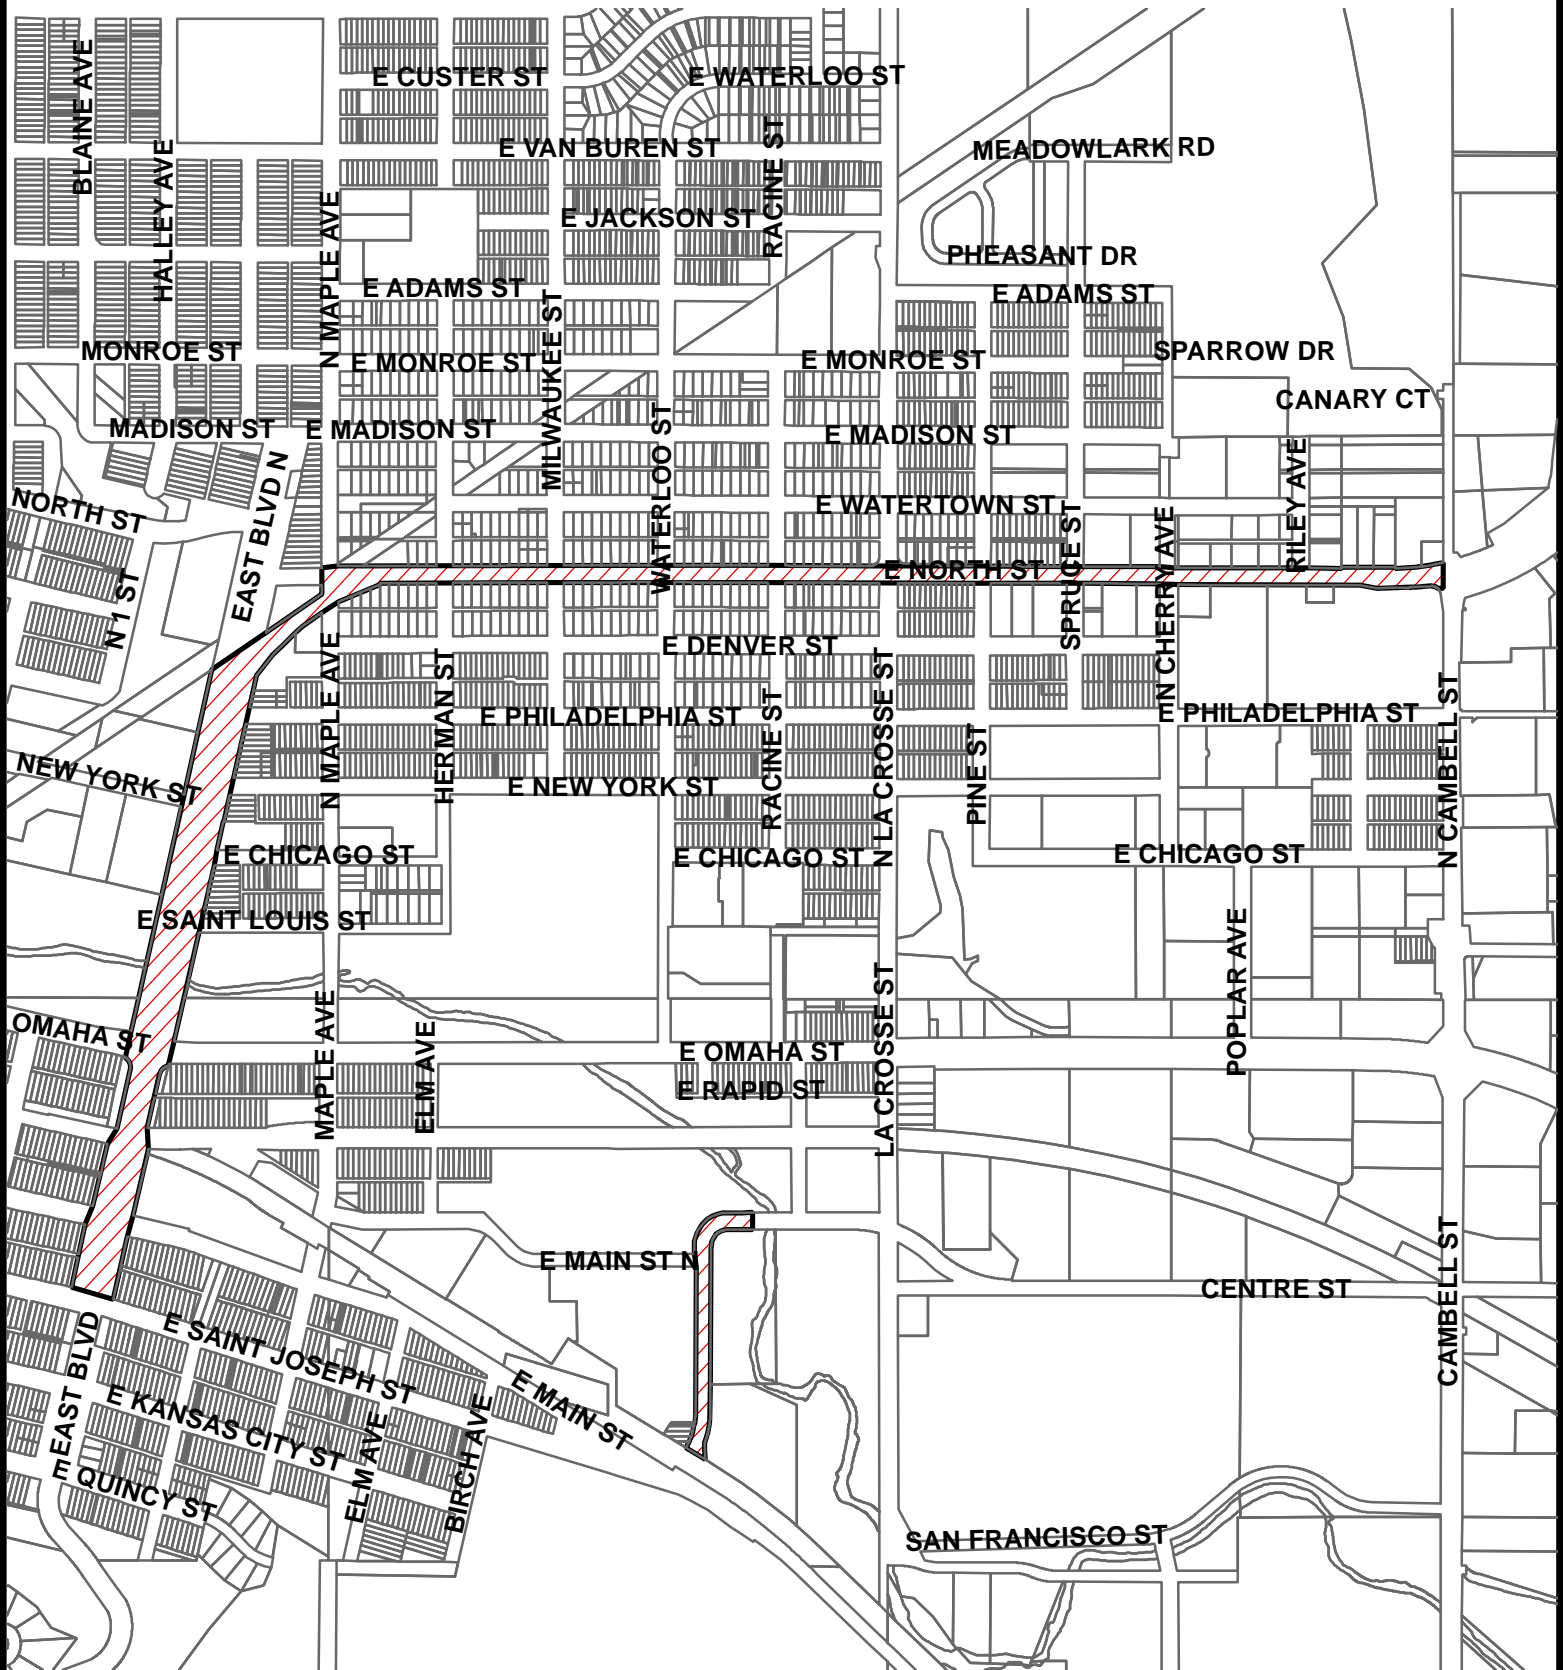 BLAINE AVE
E CUSTER ST
E WATERLOO ST
HALLEY AVE
E VAN BUREN ST
RACINE ST
MEADOWLARK RD
N MAPLE AVE
E JACKSON ST
PHEASANT DR
E ADAMS ST
E ADAMS ST
MILWAUKEE ST
MONROE ST
E MONROE ST
E MONROE ST
SPARROW DR
CANARY CT
MADISON ST
E MADISON ST
WATERLOO ST
E MADISON ST
RILEY AVE
EAST BLVD N
NORTH ST
E WATERTOWN ST
SPRUCE ST
N CHERRY AVE
N 1 ST
E NORTH ST
E DENVER ST
N MAPLE AVE
HERMAN ST
E PHILADELPHIA ST
RACINE ST
N LA CROSSE ST
E PHILADELPHIA ST
N CAMBELL ST
NEW YORK ST
E NEW YORK ST
PINE ST
E CHICAGO ST
E CHICAGO ST
E CHICAGO ST
E SAINT LOUIS ST
POPLAR AVE
OMAHA ST
MAPLE AVE
ELM AVE
E OMAHA ST
E RAPID ST
LA CROSSE ST
E MAIN ST N
CENTRE ST
CAMBELL ST
EAST BLVD
E SAINT JOSEPH ST
E KANSAS CITY ST
E MAIN ST
ELM AVE
BIRCH AVE
E QUINCY ST
SAN FRANCISCO ST